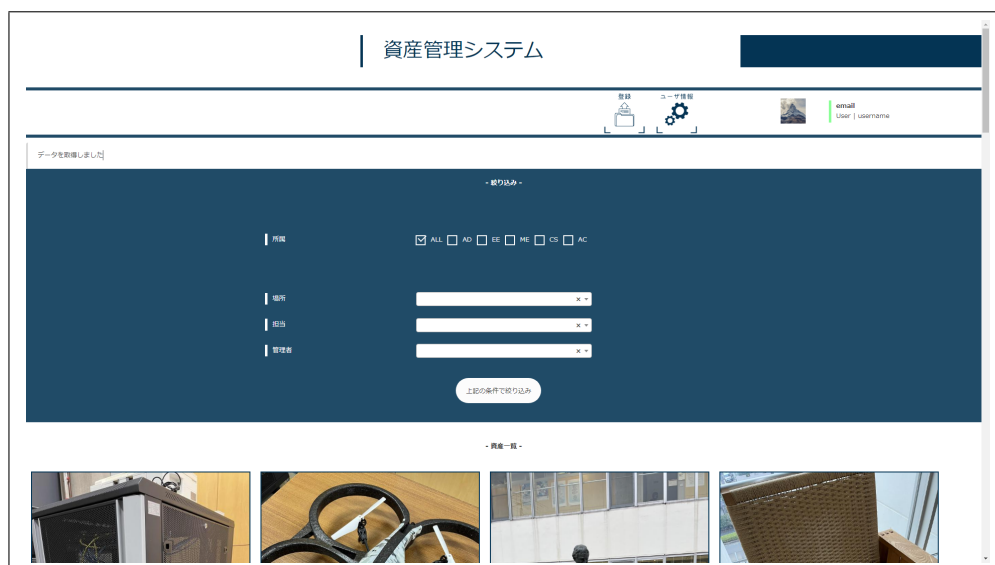 資産管理システム
登録
ユーザ情報
email
User | username
データを取得しました
- 絞り込み -
所属
ALL AD EE ME CS AC
場所
担当
管理者
上記の条件で絞り込み
- 資産一覧 -